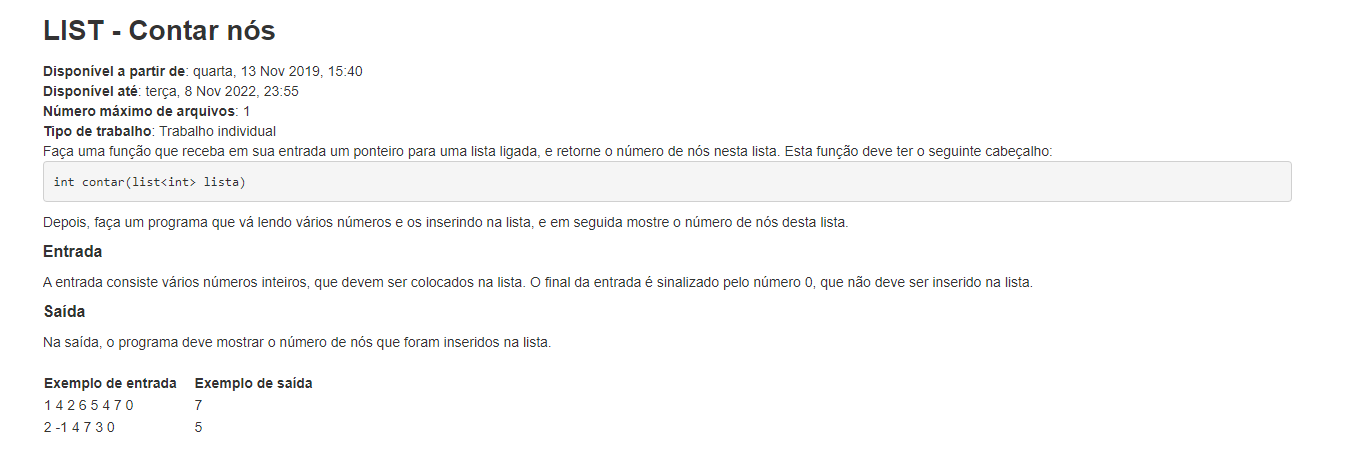 LIST - Contar nós
Disponível a partir de: quarta, 13 Nov 2019, 15:40
Disponível até: terça, 8 Nov 2022, 23:55
Número máximo de arquivos: 1
Tipo de trabalho: Trabalho individual
Faça uma função que receba em sua entrada um ponteiro para uma lista ligada, e retorne o número de nós nesta lista. Esta função deve ter o seguinte cabeçalho:
int contar(list<int> lista)
Depois, faça um programa que vá lendo vários números e os inserindo na lista, e em seguida mostre o número de nós desta lista.
Entrada
A entrada consiste vários números inteiros, que devem ser colocados na lista. O final da entrada é sinalizado pelo número 0, que não deve ser inserido na lista.
Saída
Na saída, o programa deve mostrar o número de nós que foram inseridos na lista.
Exemplo de entrada Exemplo de saída
1 4 2 6 5 4 7 0 7
2 -1 4 7 3 0 5